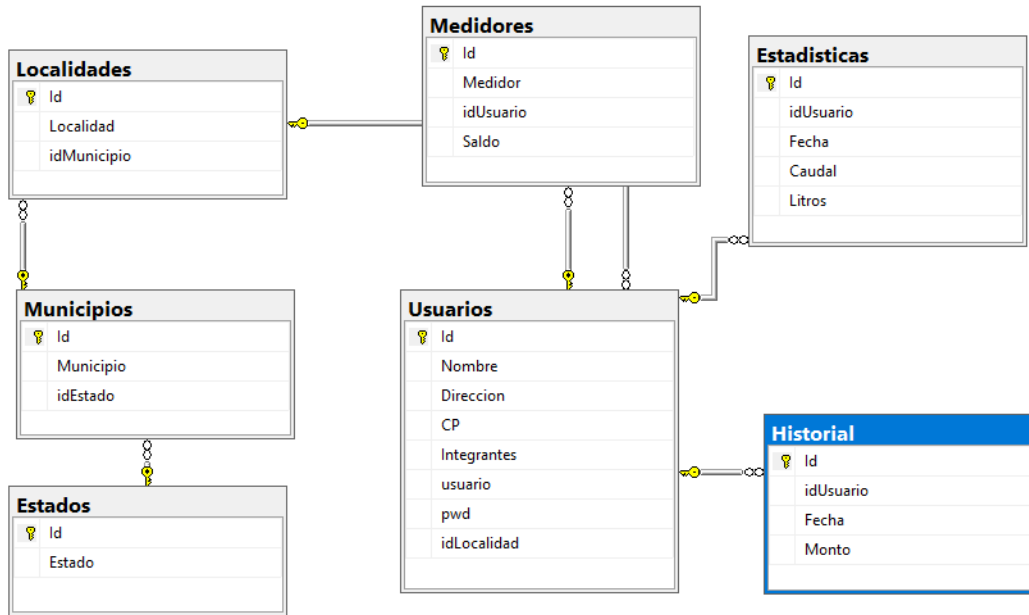 Localidades
Id
Localidad
idMunicipio
Medidores
Id
Medidor
idUsuario
Saldo
Estadisticas
Id
idUsuario
Fecha
Caudal
Litros
Municipios
Id
Municipio
idEstado
Usuarios
Id
Nombre
Direccion
CP
Integrantes
usuario
pwd
idLocalidad
Historial
Id
idUsuario
Fecha
Monto
Estados
Id
Estado